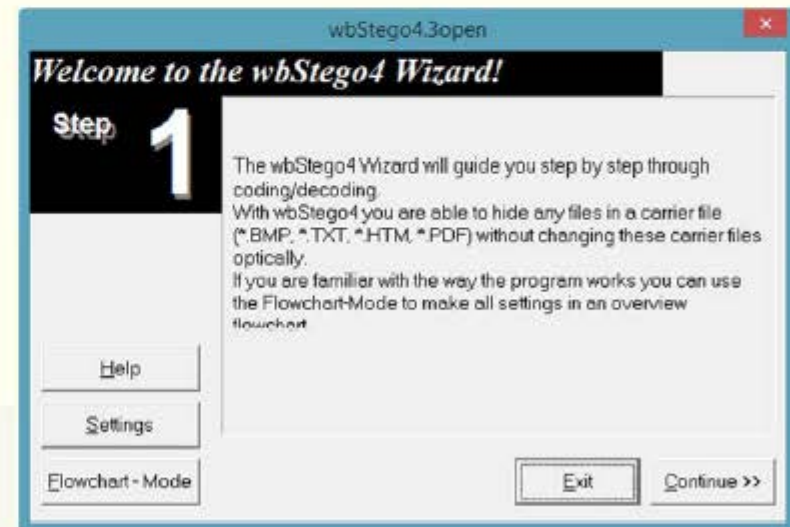 wbStego4.3open
Welcome to the wbStego4 Wizard!
Step 1
The wbStego4 Wizard will guide you step by step through
coding/decoding.
With wbStego4 you are able to hide any files in a carrier file
(*.BMP, *.TXT, *.HTM, *.PDF) without changing these carrier files
optically.
If you are familiar with the way the program works you can use
the Flowchart-Mode to make all settings in an overview
flowchart.
Help
Settings
Flowchart - Mode
Exit
Continue >>